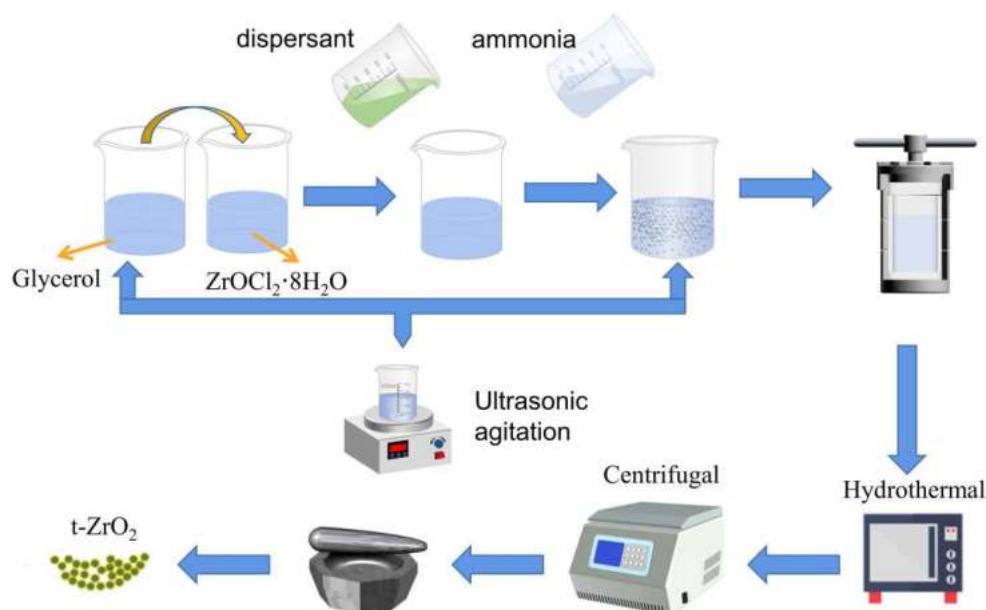 dispersant
ammonia
Glycerol
ZrOCl₂·8H₂O
Ultrasonic
agitation
Centrifugal
Hydrothermal
t-ZrO₂